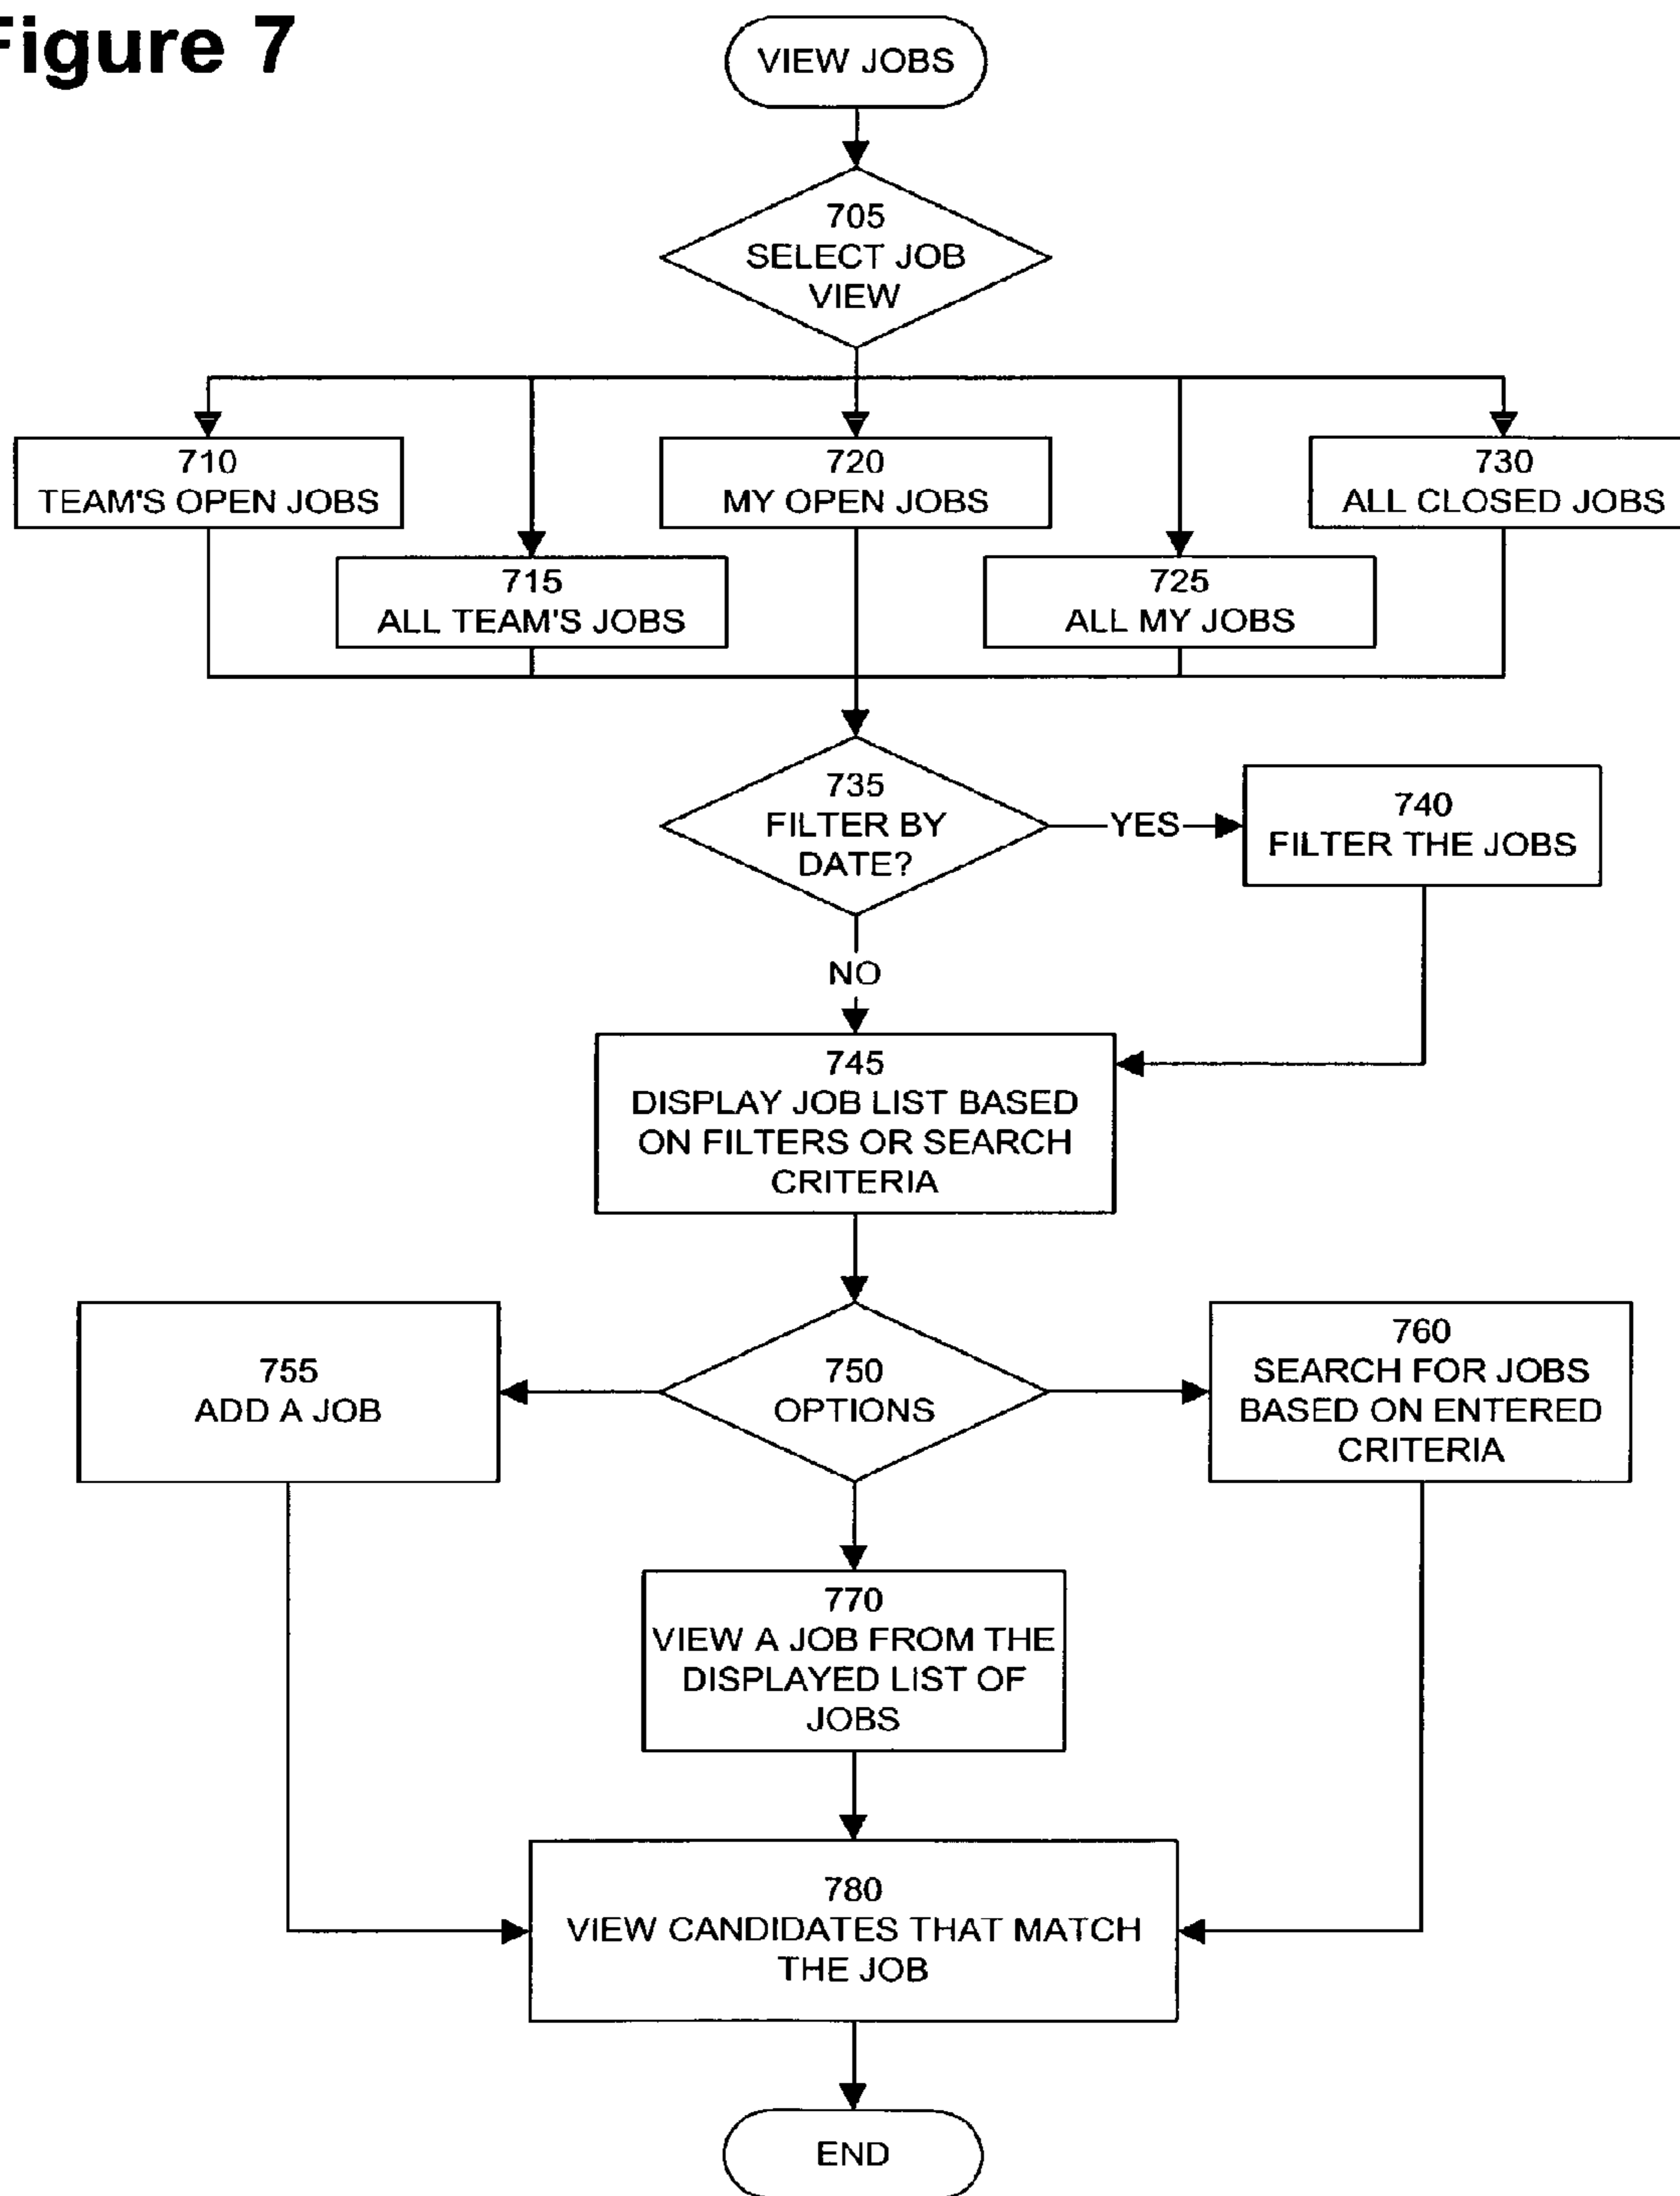 Figure 7
VIEW JOBS
705
SELECT JOB
VIEW
710
TEAM'S OPEN JOBS
720
MY OPEN JOBS
730
ALL CLOSED JOBS
715
ALL TEAM'S JOBS
725
ALL MY JOBS
735
FILTER BY
DATE?
YES
740
FILTER THE JOBS
NO
745
DISPLAY JOB LIST BASED
ON FILTERS OR SEARCH
CRITERIA
755
ADD A JOB
750
OPTIONS
760
SEARCH FOR JOBS
BASED ON ENTERED
CRITERIA
770
VIEW A JOB FROM THE
DISPLAYED LIST OF
JOBS
780
VIEW CANDIDATES THAT MATCH
THE JOB
END